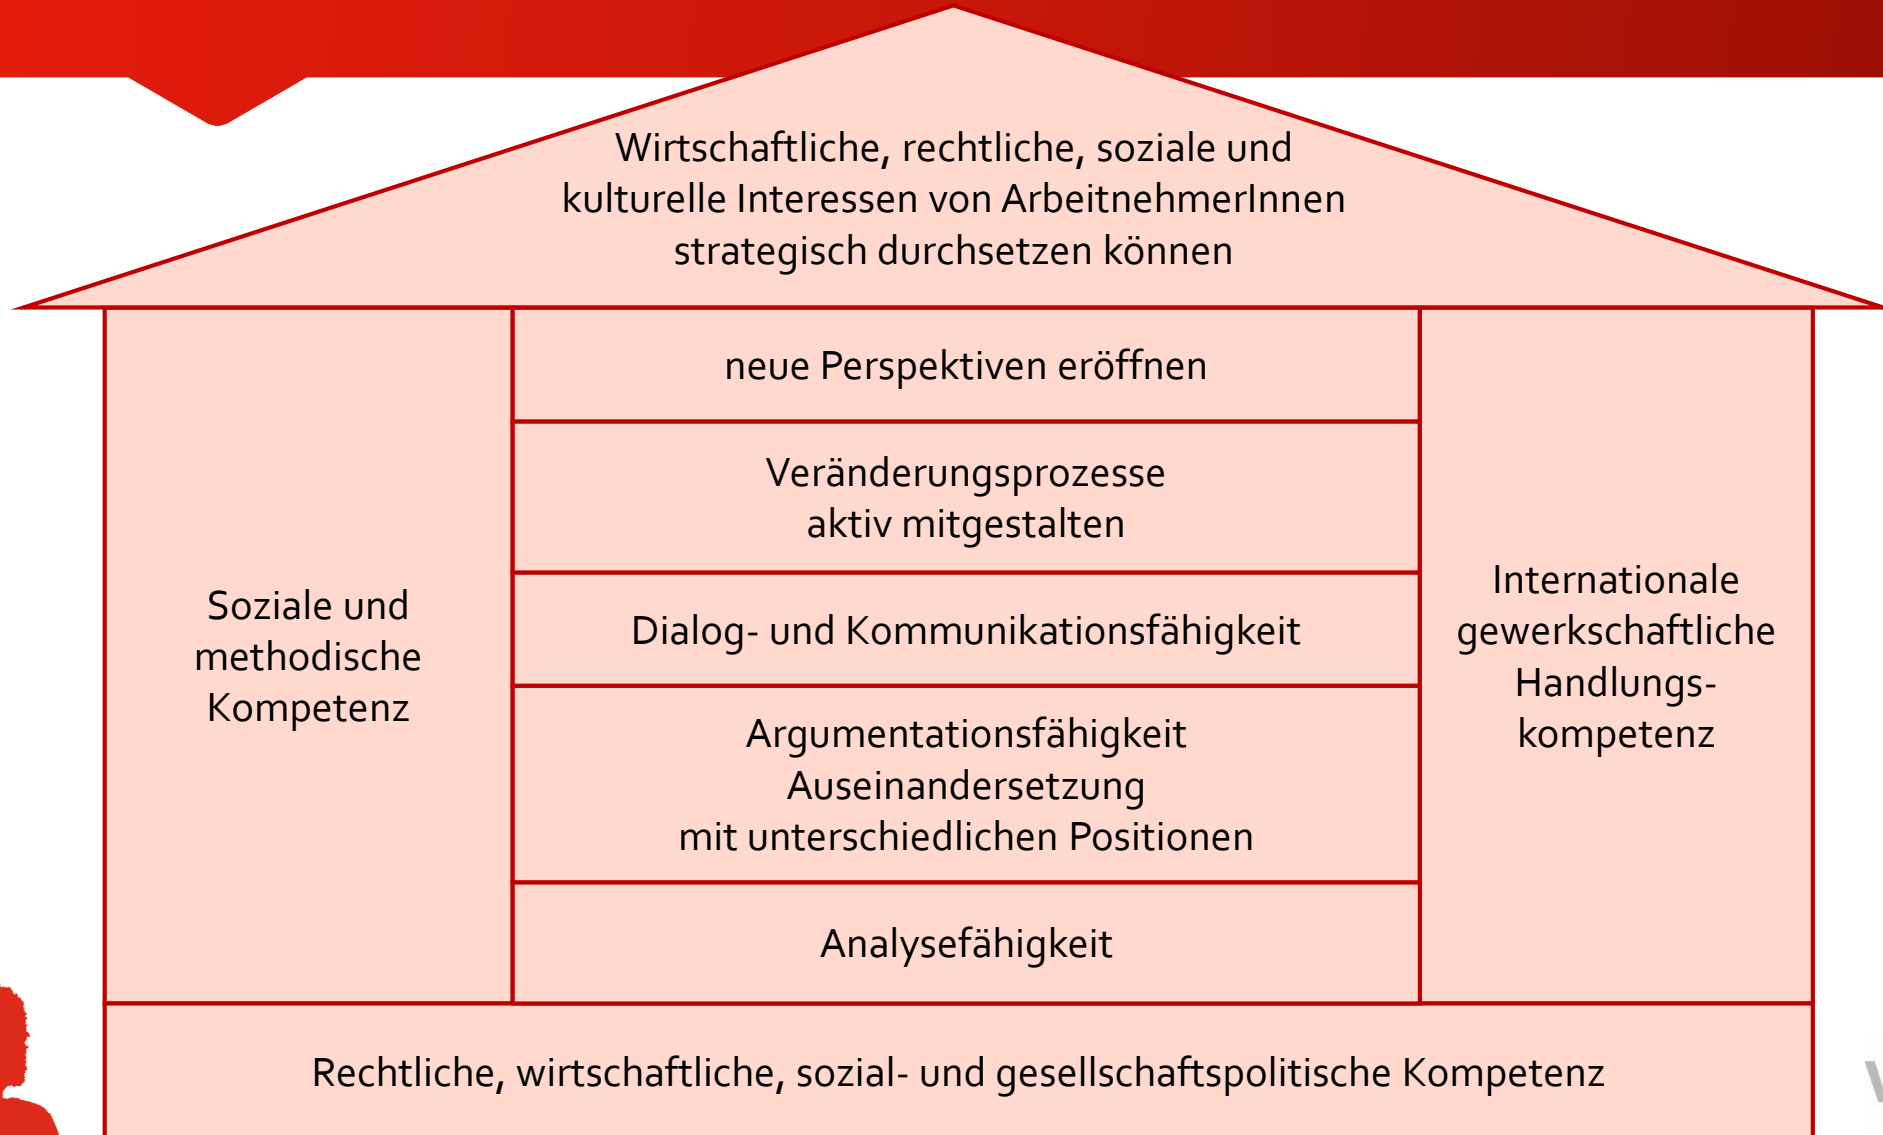 Wirtschaftliche, rechtliche, soziale und
kulturelle Interessen von ArbeitnehmerInnen
strategisch durchsetzen können
neue Perspektiven eröffnen
Veränderungsprozesse
aktiv mitgestalten
Soziale und
methodische
Kompetenz
Dialog- und Kommunikationsfähigkeit
Internationale
gewerkschaftliche
Handlungs-
kompetenz
Argumentationsfähigkeit
Auseinandersetzung
mit unterschiedlichen Positionen
Analysefähigkeit
Rechtliche, wirtschaftliche, sozial- und gesellschaftspolitische Kompetenz